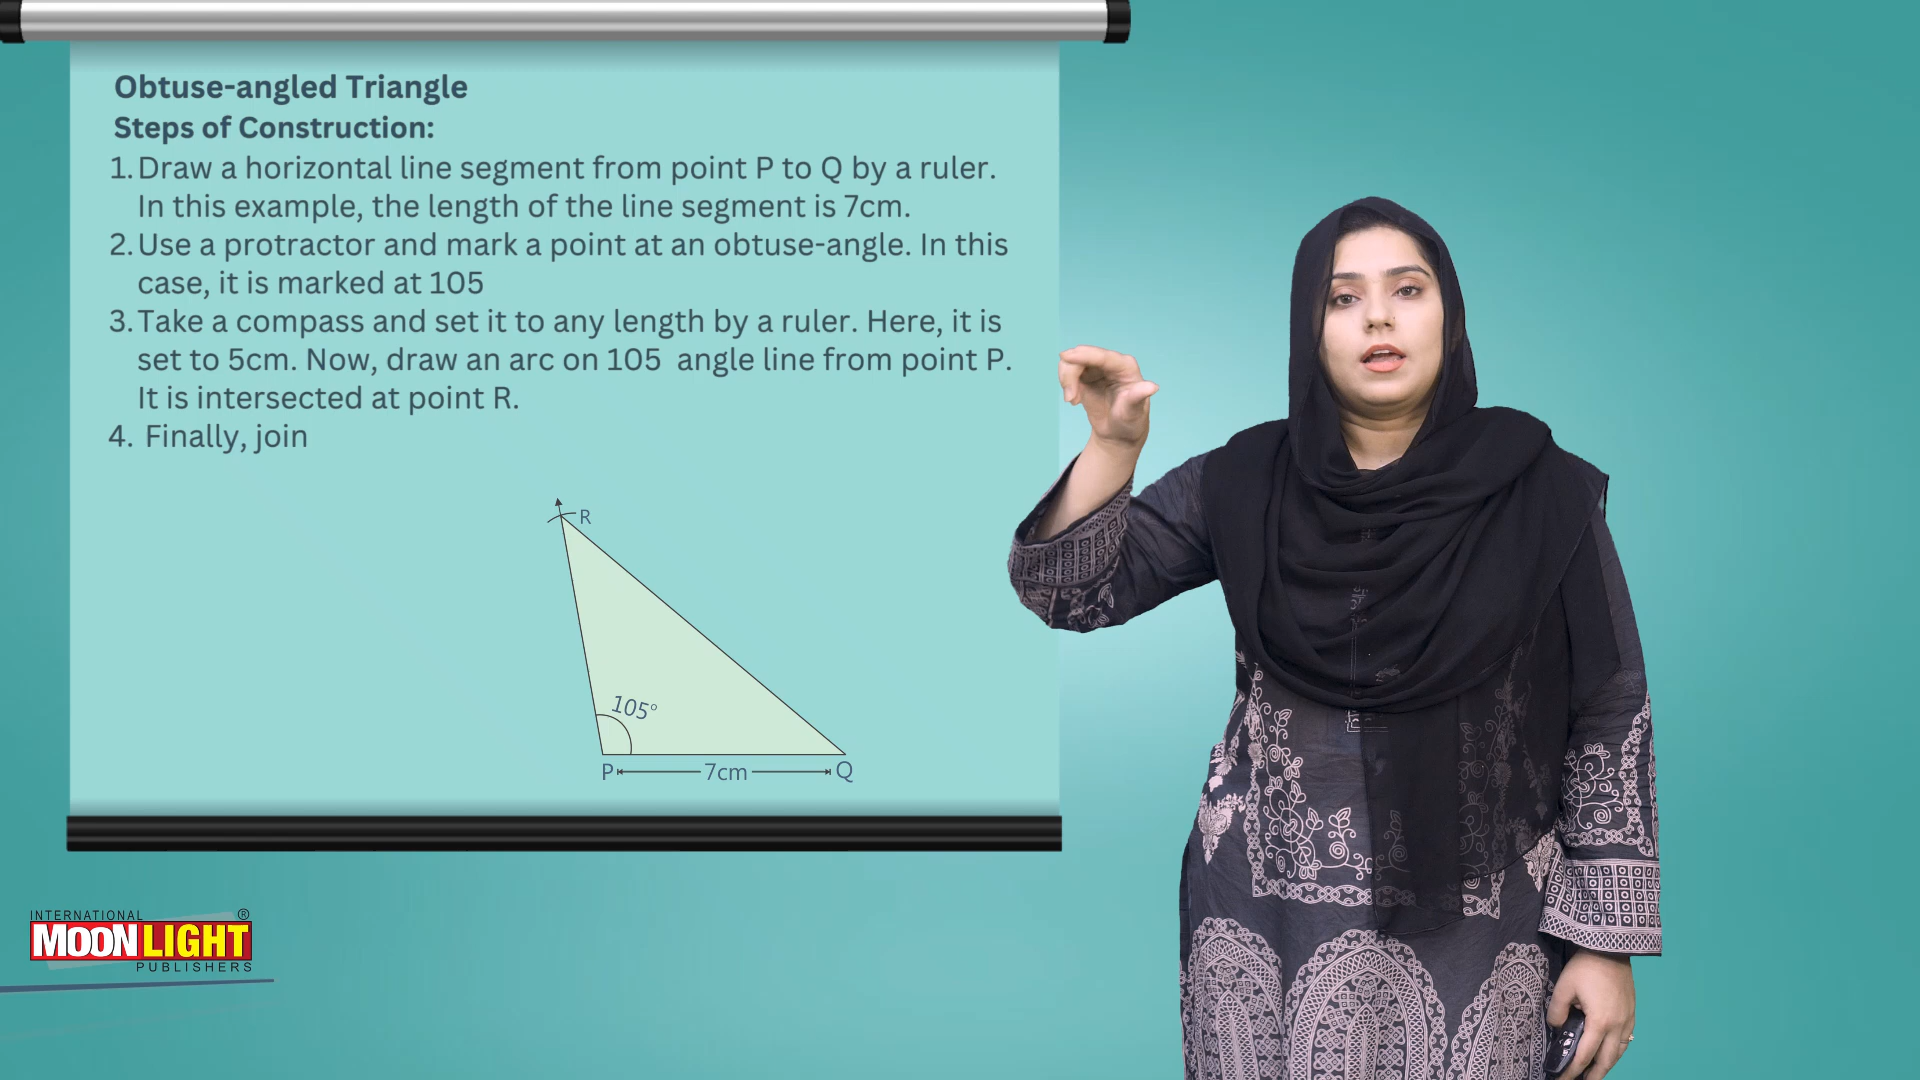 Obtuse-angled Triangle
Steps of Construction:
1. Draw a horizontal line segment from point P to Q by a ruler.
In this example, the length of the line segment is 7cm.
2. Use a protractor and mark a point at an obtuse-angle. In this
case, it is marked at 105
3. Take a compass and set it to any length by a ruler. Here, it is
set to 5cm. Now, draw an arc on 105 angle line from point P.
It is intersected at point R.
4. Finally, join
R
105°
P 7cm Q
INTERNATIONAL ®
MOONLIGHT
PUBLISHERS